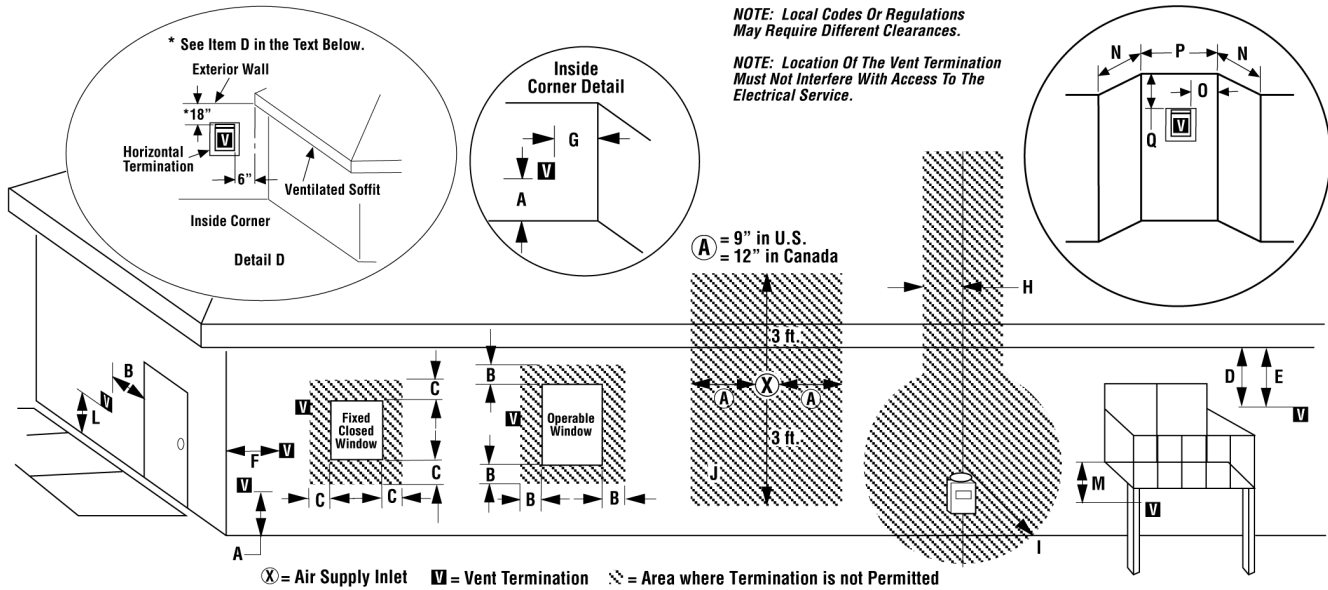 * See Item D in the Text Below.
Exterior Wall
*18”
V
Horizontal
Termination
6”
Ventilated Soffit
Inside Corner
Detail D
Inside
Corner Detail
G
V
A
NOTE: Local Codes Or Regulations
May Require Different Clearances.
NOTE: Location Of The Vent Termination
Must Not Interfere With Access To The
Electrical Service.
N P N
O
Q
V
A = 9” in U.S.
= 12” in Canada
H
3 ft.
A X A
3 ft.
J
I
B
V
L
F V
V
A
V
Fixed
Closed
Window
C
C
C C
V
Operable
Window
B
B
B B
D E
V
M
V
X = Air Supply Inlet V = Vent Termination = Area where Termination is not Permitted